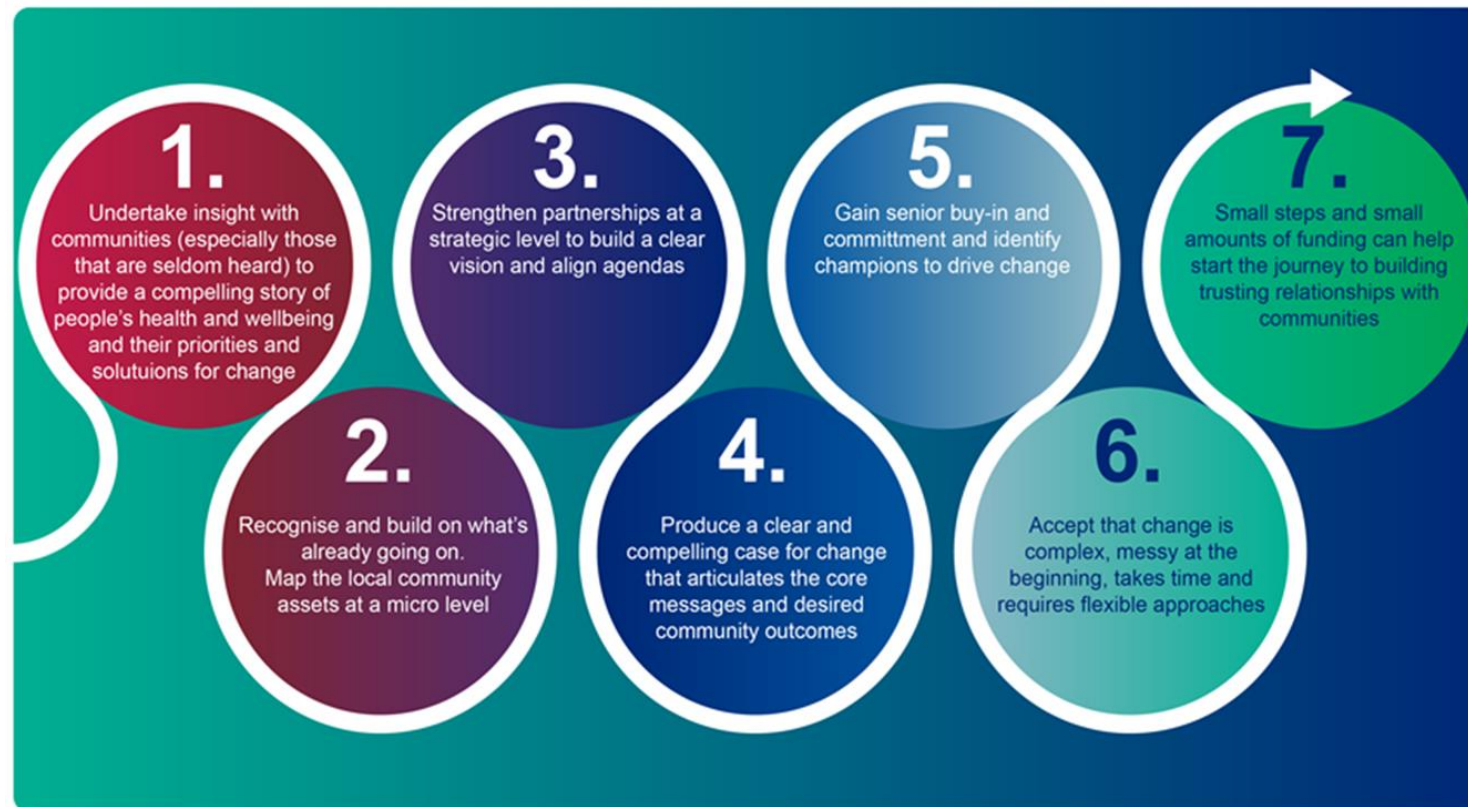 1.
Undertake insight with
communities (especially those
that are seldom heard) to
provide a compelling story of
people's health and wellbeing
and their priorities and
solutuions for change
2.
Recognise and build on what's
already going on.
Map the local community
assets at a micro level
3.
Strengthen partnerships at a
strategic level to build a clear
vision and align agendas
4.
Produce a clear and
compelling case for change
that articulates the core
messages and desired
community outcomes
5.
Gain senior buy-in and
committment and identify
champions to drive change
6.
Accept that change is
complex, messy at the
beginning, takes time and
requires flexible approaches
7.
Small steps and small
amounts of funding can help
start the journey to building
trusting relationships with
communities